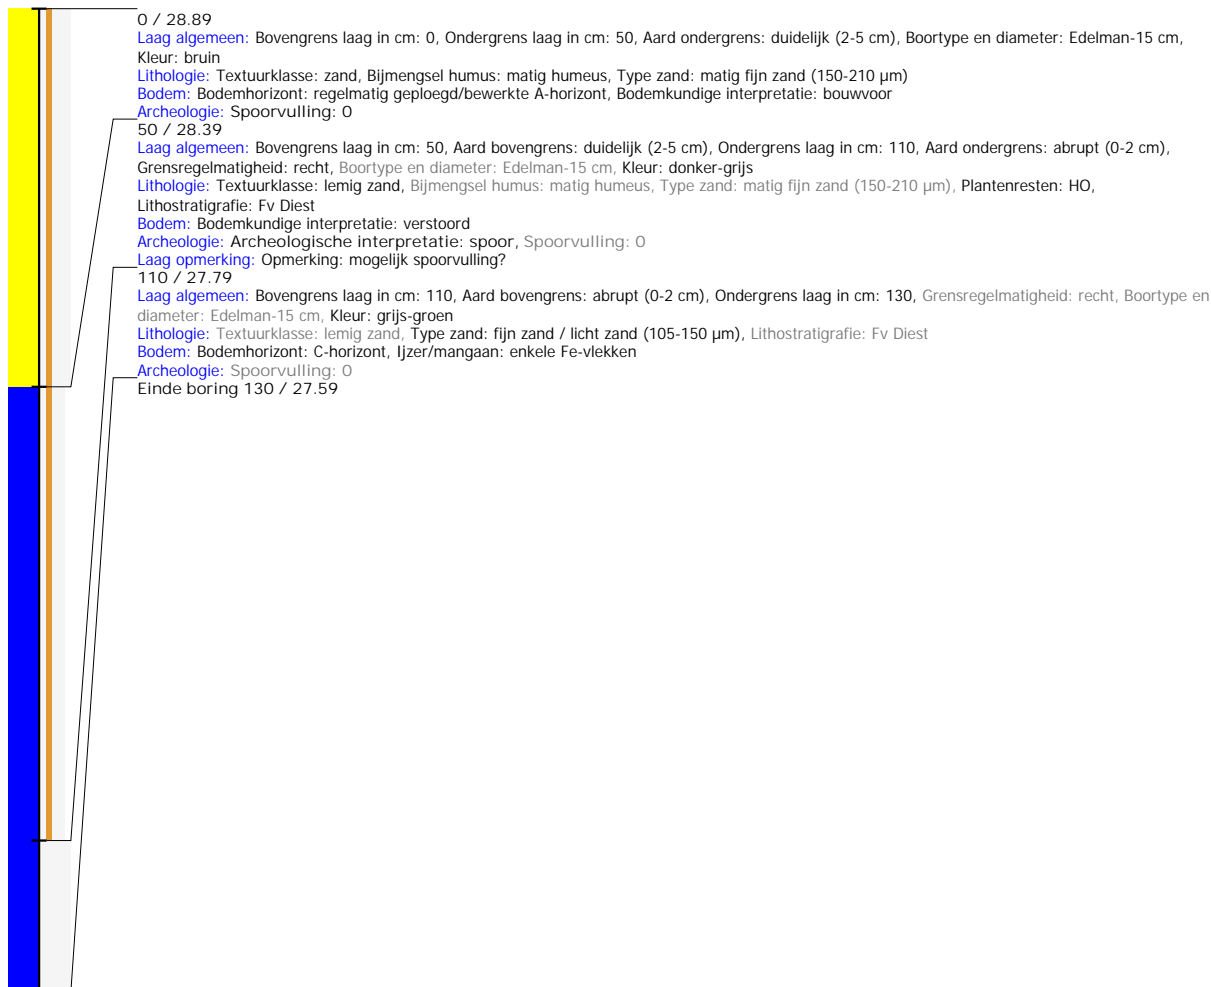 0 / 28.89
Laag algemeen: Bovengrens laag in cm: 0, Ondergrens laag in cm: 50, Aard ondergrens: duidelijk (2-5 cm), Boortype en diameter: Edelman-15 cm,
Kleur: bruin
Lithologie: Textuurklasse: zand, Bijmengsel humus: matig humeus, Type zand: matig fijn zand (150-210 µm)
Bodem: Bodemhorizont: regelmatig geploegd/bewerkte A-horizont, Bodemkundige interpretatie: bouwvoor
Archeologie: Spoorvulling: 0
50 / 28.39
Laag algemeen: Bovengrens laag in cm: 50, Aard bovengrens: duidelijk (2-5 cm), Ondergrens laag in cm: 110, Aard ondergrens: abrupt (0-2 cm),
Grensregelmatigheid: recht, Boortype en diameter: Edelman-15 cm, Kleur: donker-grijs
Lithologie: Textuurklasse: lemig zand, Bijmengsel humus: matig humeus, Type zand: matig fijn zand (150-210 µm), Plantenresten: HO,
Lithostratigrafie: Fv Diest
Bodem: Bodemkundige interpretatie: verstoord
Archeologie: Archeologische interpretatie: spoor, Spoorvulling: 0
Laag opmerking: Opmerking: mogelijk spoorvulling?
110 / 27.79
Laag algemeen: Bovengrens laag in cm: 110, Aard bovengrens: abrupt (0-2 cm), Ondergrens laag in cm: 130, Grensregelmatigheid: recht, Boortype en
diameter: Edelman-15 cm, Kleur: grijs-groen
Lithologie: Textuurklasse: lemig zand, Type zand: fijn zand / licht zand (105-150 µm), Lithostratigrafie: Fv Diest
Bodem: Bodemhorizont: C-horizont, Ijzer/mangaan: enkele Fe-vlekken
Archeologie: Spoorvulling: 0
Einde boring 130 / 27.59